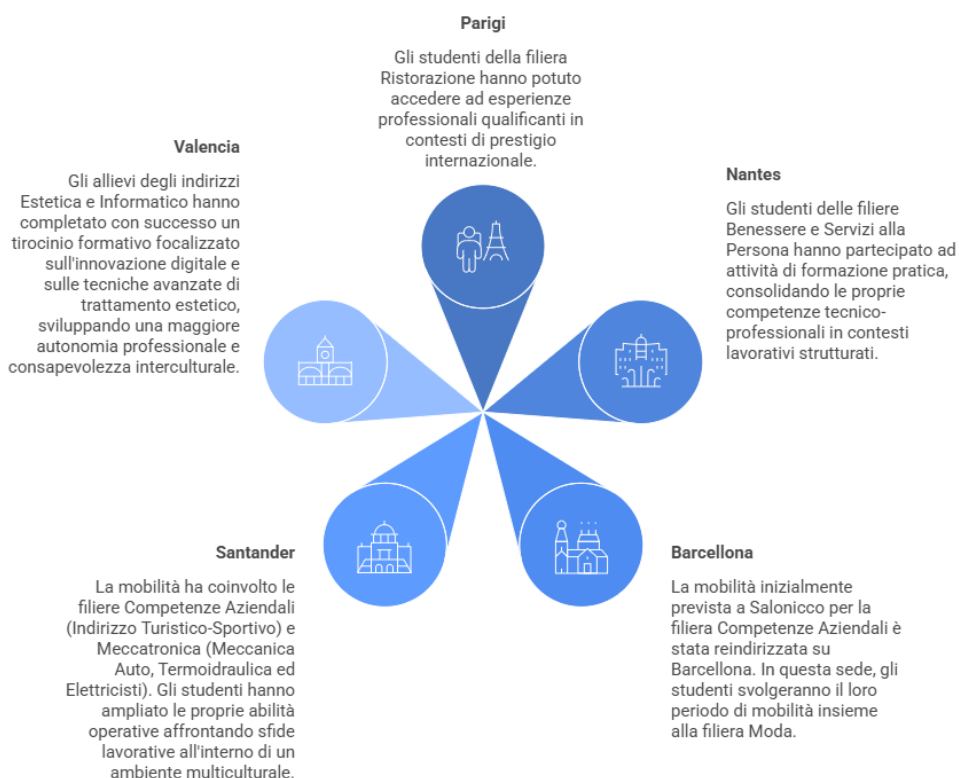 Parigi
Gli studenti della filiera
Ristorazione hanno potuto
accedere ad esperienze
professionali qualificanti in
contesti di prestigio
internazionale.
Valencia
Gli allievi degli indirizzi
Estetica e Informatico hanno
completato con successo un
tirocinio formativo focalizzato
sull'innovazione digitale e
sulle tecniche avanzate di
trattamento estetico,
sviluppando una maggiore
autonomia professionale e
consapevolezza interculturale.
Nantes
Gli studenti delle filiere
Benessere e Servizi alla
Persona hanno partecipato ad
attività di formazione pratica,
consolidando le proprie
competenze tecnico-
professionali in contesti
lavorativi strutturati.
Santander
La mobilità ha coinvolto le
filiere Competenze Aziendali
(Indirizzo Turistico-Sportivo) e
Meccatronica (Meccanica
Auto, Termoidraulica ed
Elettricisti). Gli studenti hanno
ampliato le proprie abilità
operative affrontando sfide
lavorative all'interno di un
ambiente multiculturale.
Barcellona
La mobilità inizialmente
prevista a Salonicco per la
filiera Competenze Aziendali è
stata reindirizzata su
Barcellona. In questa sede, gli
studenti svolgeranno il loro
periodo di mobilità insieme
alla filiera Moda.